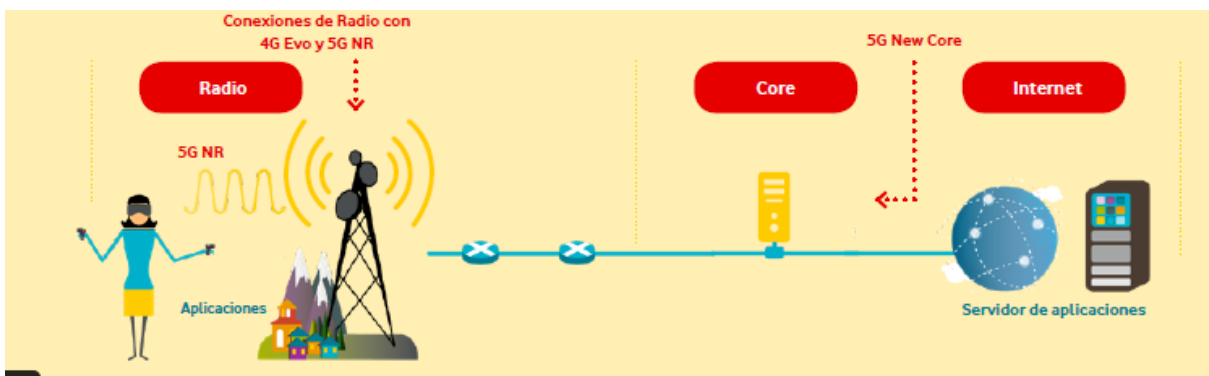 Conexiones de Radio con
4G Evo y 5G NR
5G New Core
Radio
Core
Internet
5G NR
Aplicaciones
Servidor de aplicaciones